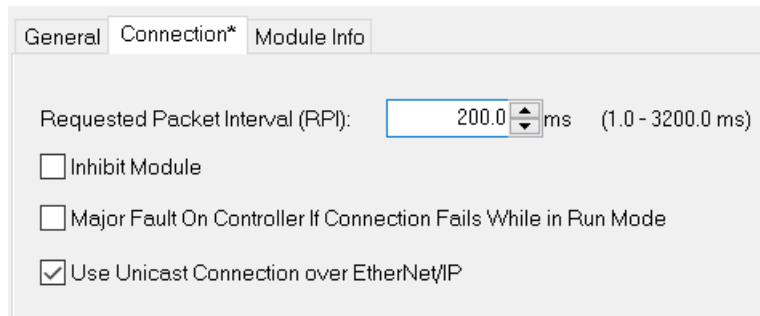 General Connection* Module Info
Requested Packet Interval (RPI): 200.0 ms (1.0 - 3200.0 ms)
Inhibit Module
Major Fault On Controller If Connection Fails While in Run Mode
Use Unicast Connection over EtherNet/IP